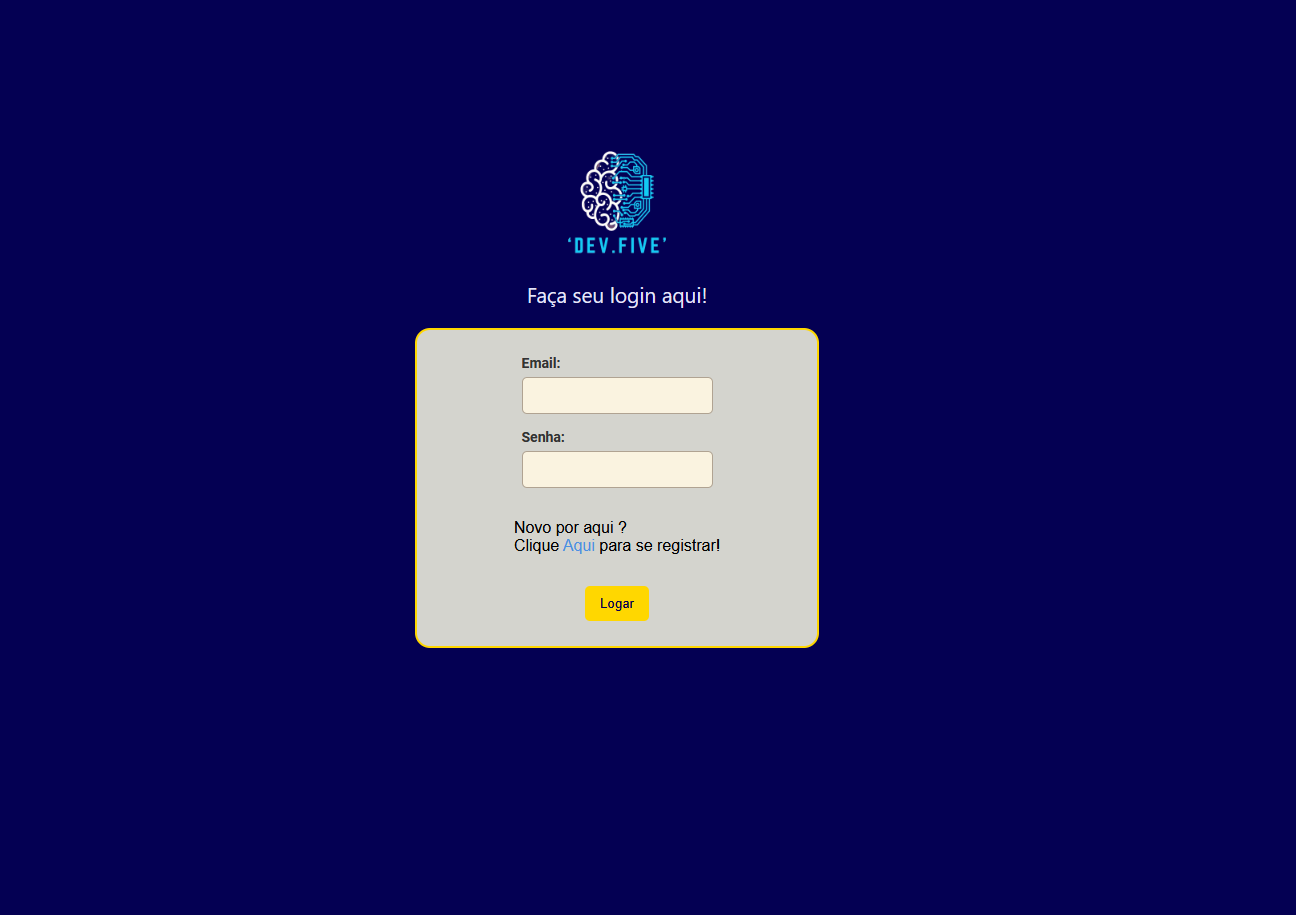 ‘DEV.FIVE’
Faça seu login aqui!
Email:
Senha:
Novo por aqui ?
Clique Aqui para se registrar!
Logar